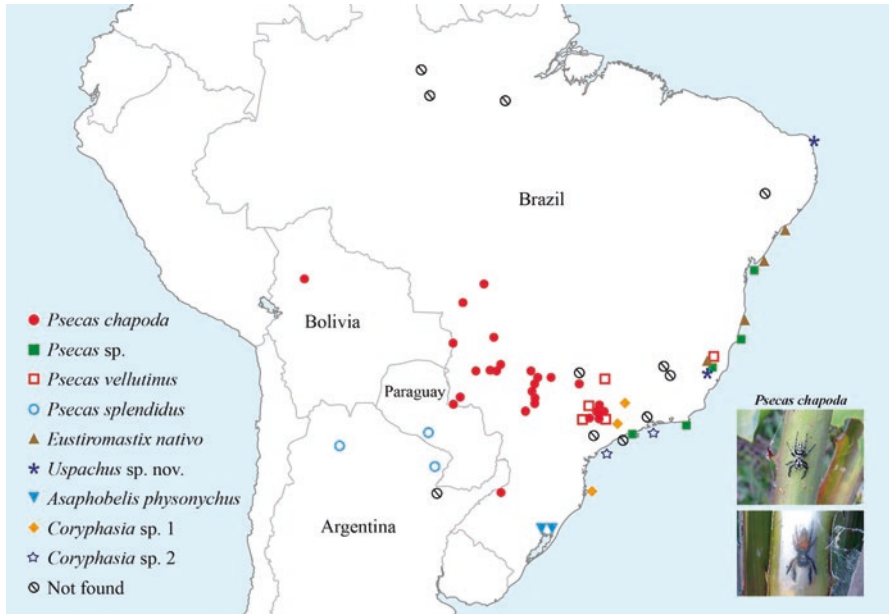 Brazil
Bolivia
Paraguay
Argentina
Psecas chapoda
Psecas sp.
Psecas vellutinus
Psecas splendidus
Eustiromastix nativo
Uspachus sp. nov.
Asaphobelis physonychus
Coryphasia sp. 1
Coryphasia sp. 2
Not found
Psecas chapoda